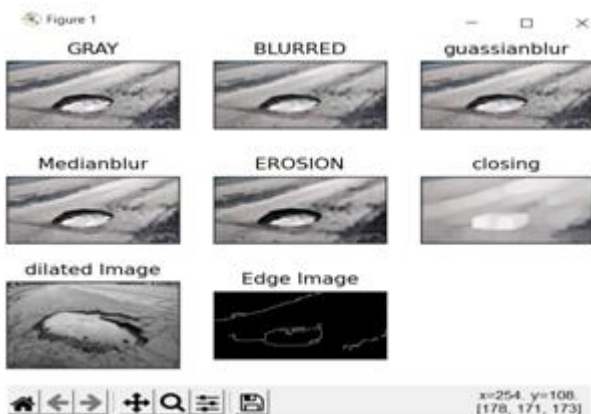 Figure 1
GRAY
BLURRED
guassianblur
Medianblur
EROSION
closing
dilated Image
Edge Image
x=254. y=108.
[178, 171, 173]